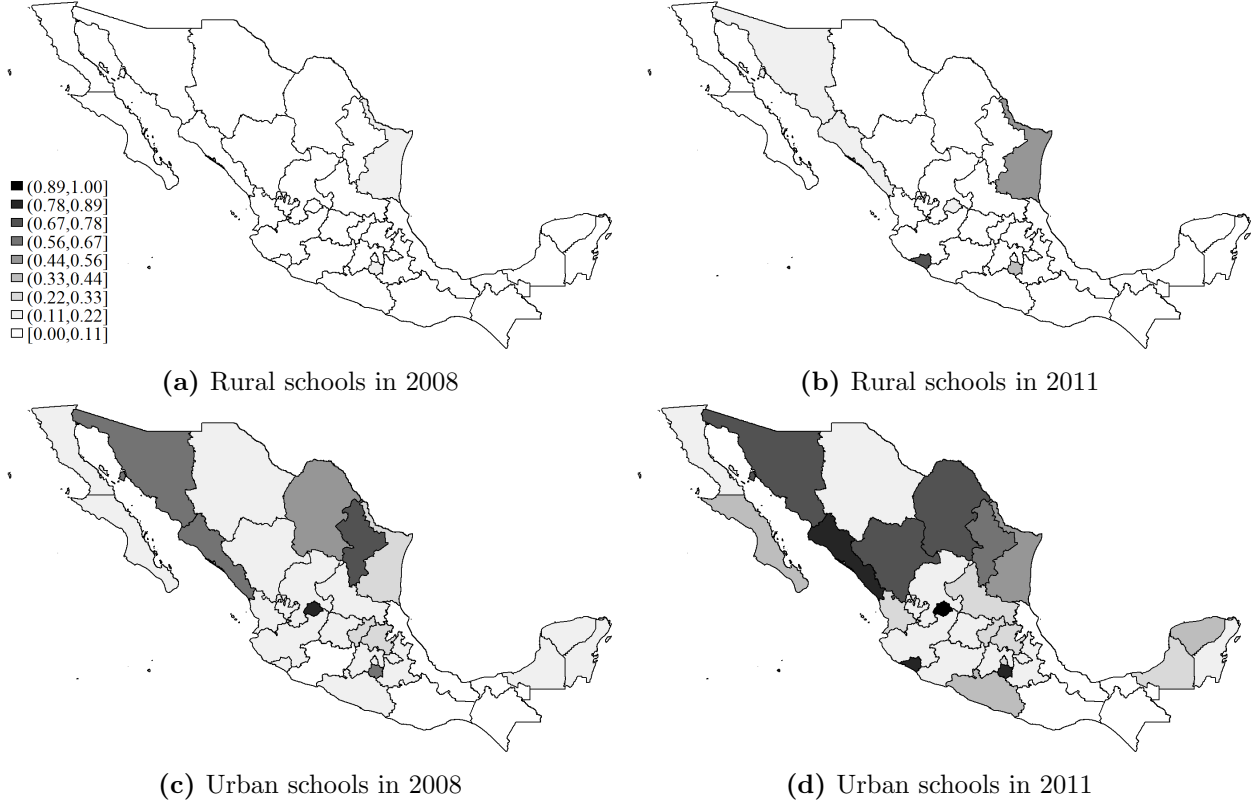 (0.89,1.00]
(0.78,0.89]
(0.67,0.78]
(0.56,0.67]
(0.44,0.56]
(0.33,0.44]
(0.22,0.33]
(0.11,0.22]
[0.00,0.11]
(a) Rural schools in 2008
(b) Rural schools in 2011
(c) Urban schools in 2008
(d) Urban schools in 2011